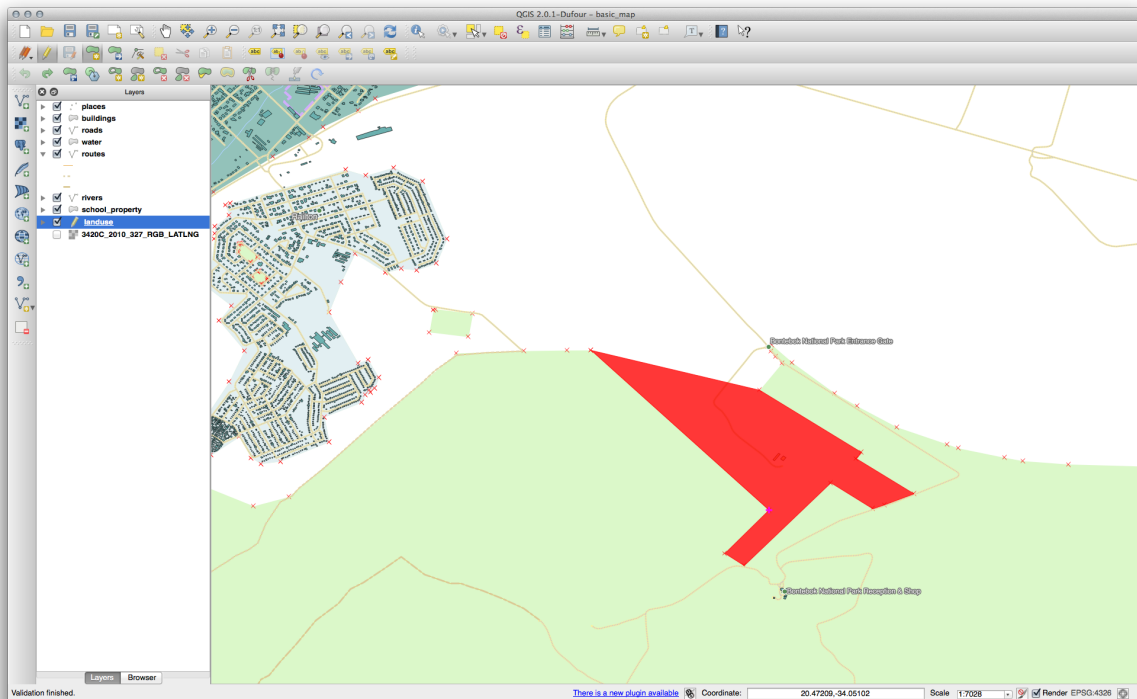 QGIS 2.0.1-Dufour - basic_map
Layers
places
buildings
roads
water
routes
rivers
school_property
landuse
3420C_2010_327_RGB_LATLNG
Railton
Bontebok National Park Entrance Gate
Bontebok National Park Reception & Shop
Layers Browser
Validation finished. There is a new plugin available Coordinate: 20.47209,-34.05102 Scale 1:7028 Render EPSG:4326